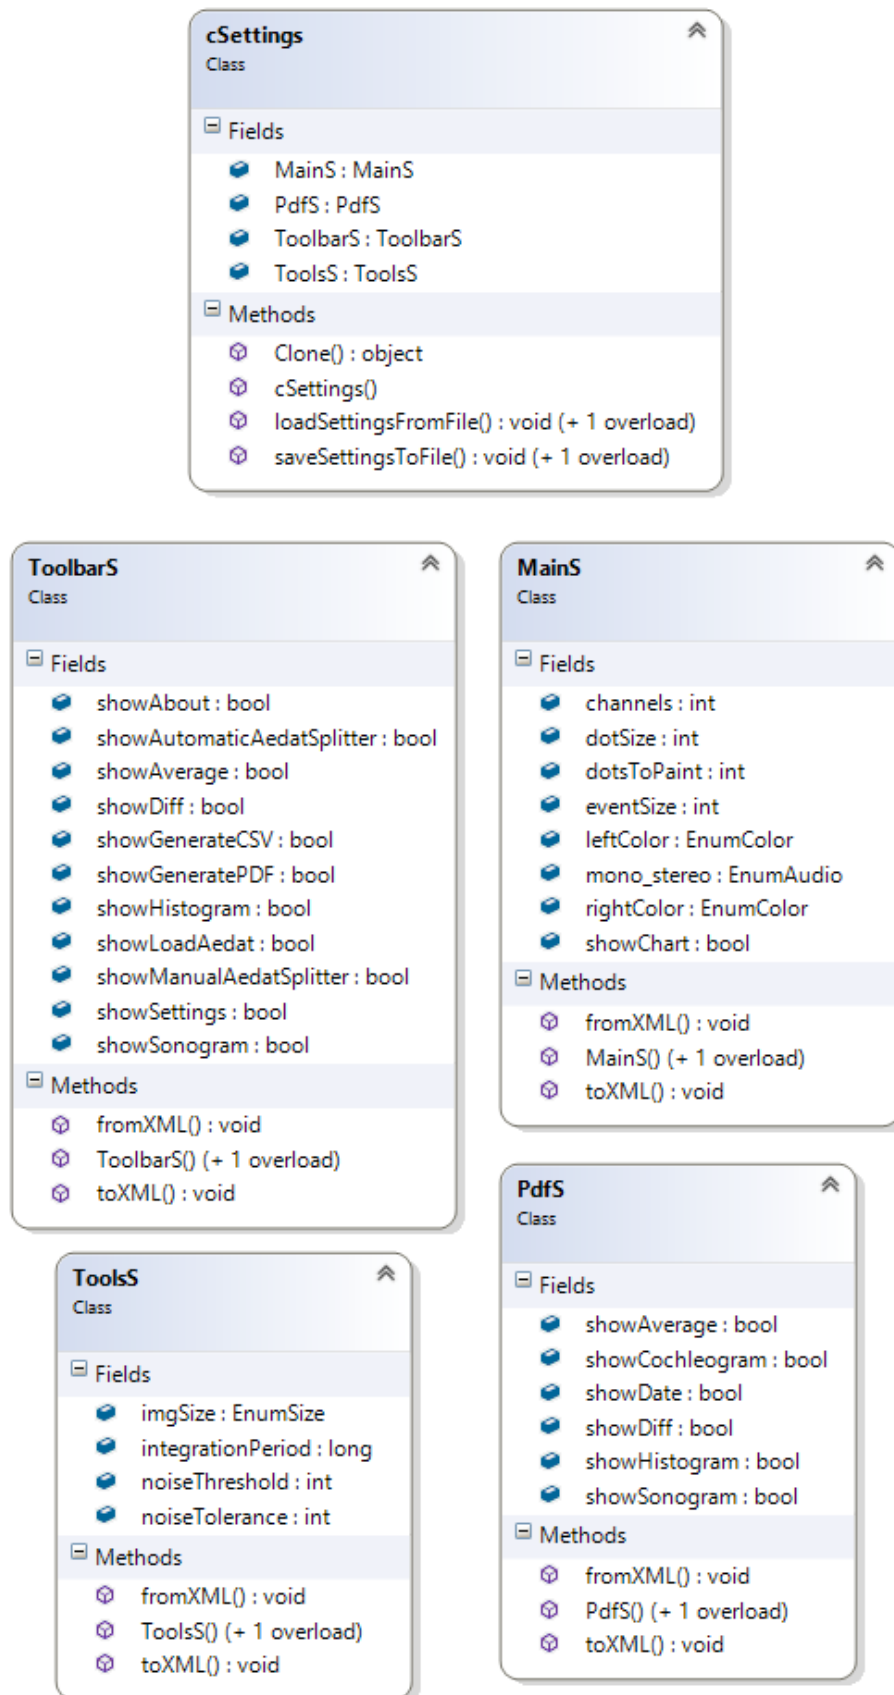 cSettings
Class
Fields
MainS : MainS
PdfS : PdfS
ToolbarS : ToolbarS
ToolsS : ToolsS
Methods
Clone() : object
cSettings()
loadSettingsFromFile() : void (+ 1 overload)
saveSettingsToFile() : void (+ 1 overload)
ToolbarS
Class
Fields
showAbout : bool
showAutomaticAedatSplitter : bool
showAverage : bool
showDiff : bool
showGenerateCSV : bool
showGeneratePDF : bool
showHistogram : bool
showLoadAedat : bool
showManualAedatSplitter : bool
showSettings : bool
showSonogram : bool
Methods
fromXML() : void
ToolbarS() (+ 1 overload)
toXML() : void
MainS
Class
Fields
channels : int
dotSize : int
dotsToPaint : int
eventSize : int
leftColor : EnumColor
mono_stereo : EnumAudio
rightColor : EnumColor
showChart : bool
Methods
fromXML() : void
MainS() (+ 1 overload)
toXML() : void
ToolsS
Class
Fields
imgSize : EnumSize
integrationPeriod : long
noiseThreshold : int
noiseTolerance : int
Methods
fromXML() : void
ToolsS() (+ 1 overload)
toXML() : void
PdfS
Class
Fields
showAverage : bool
showCochleogram : bool
showDate : bool
showDiff : bool
showHistogram : bool
showSonogram : bool
Methods
fromXML() : void
PdfS() (+ 1 overload)
toXML() : void